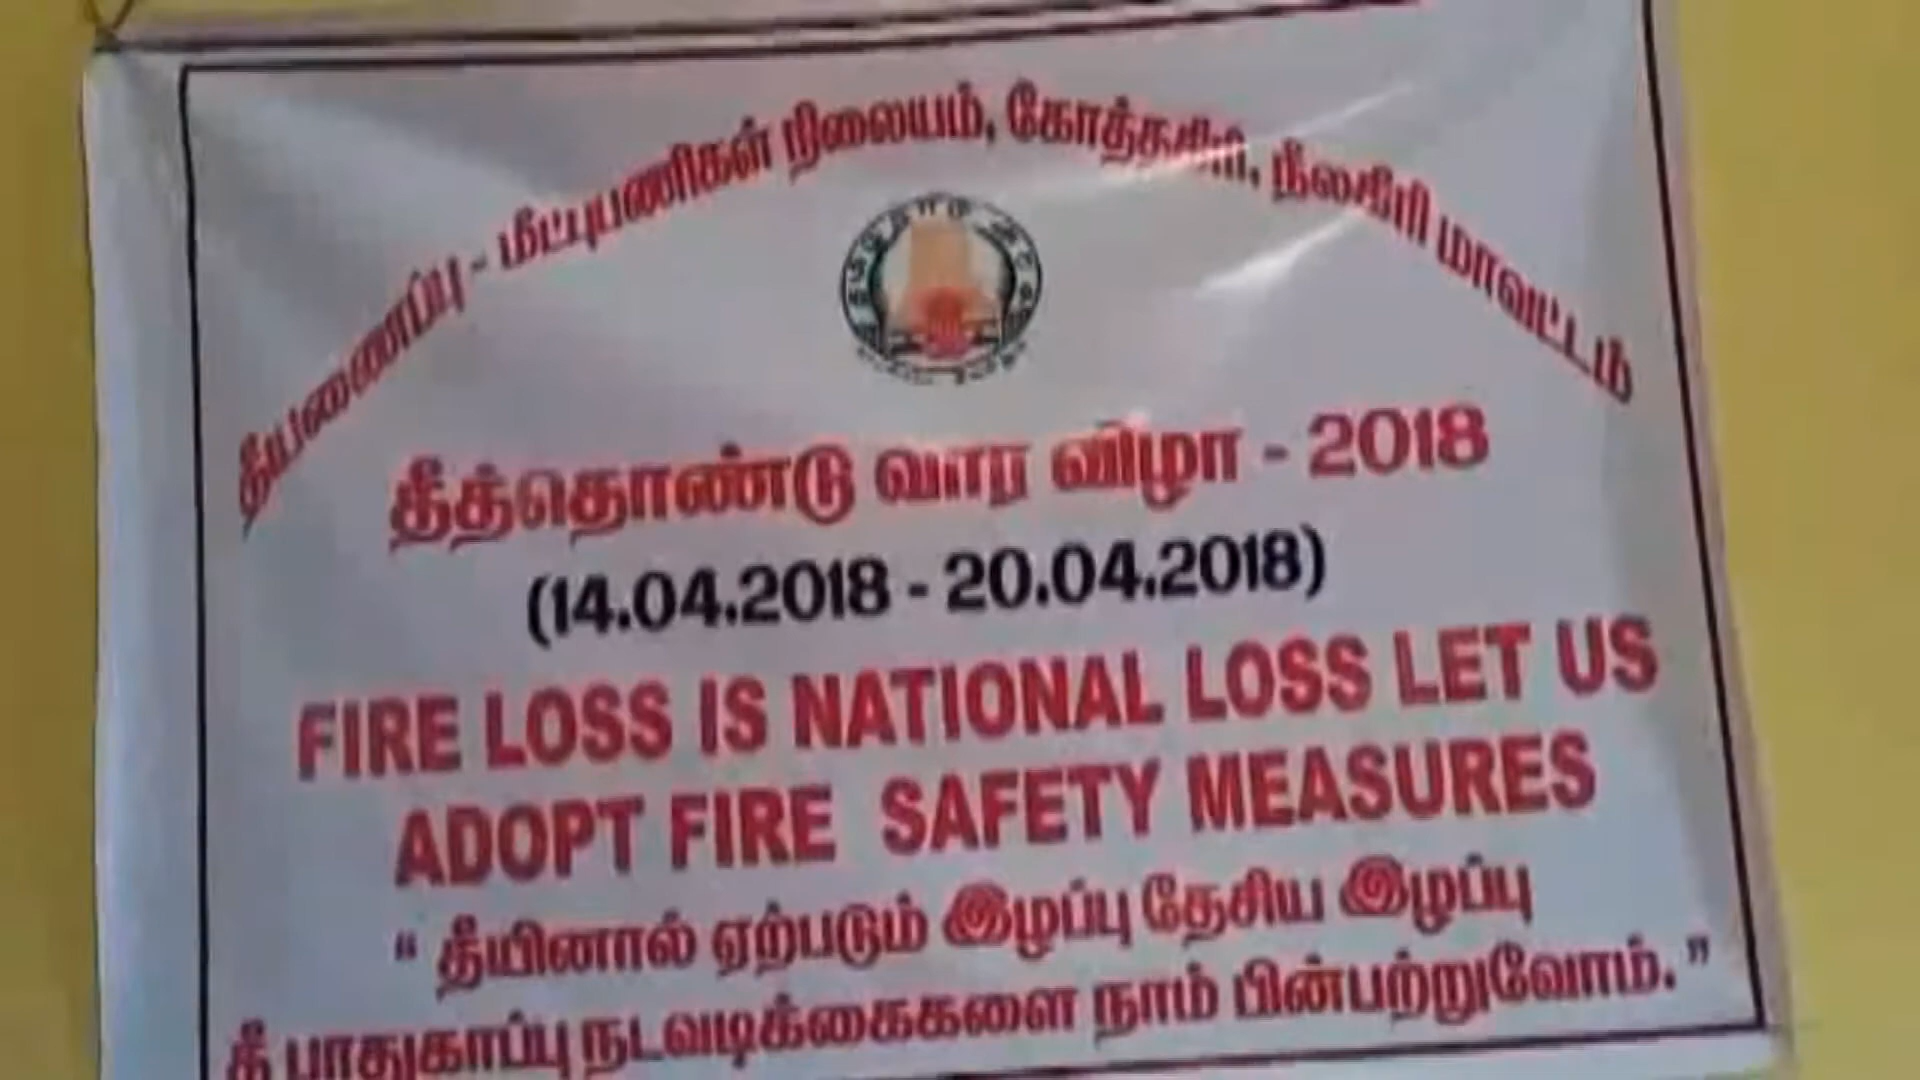 தீயணைப்பு - மீட்புபணிகள் நிலையம், கோத்தகிரி, நீலகிரி மாவட்டம்
தீத்தொண்டு வார விழா - 2018
(14.04.2018 - 20.04.2018)
FIRE LOSS IS NATIONAL LOSS LET US
ADOPT FIRE SAFETY MEASURES
“ தீயினால் ஏற்படும் இழப்பு தேசிய இழப்பு
தீ பாதுகாப்பு நடவடிக்கைகளை நாம் பின்பற்றுவோம். ”